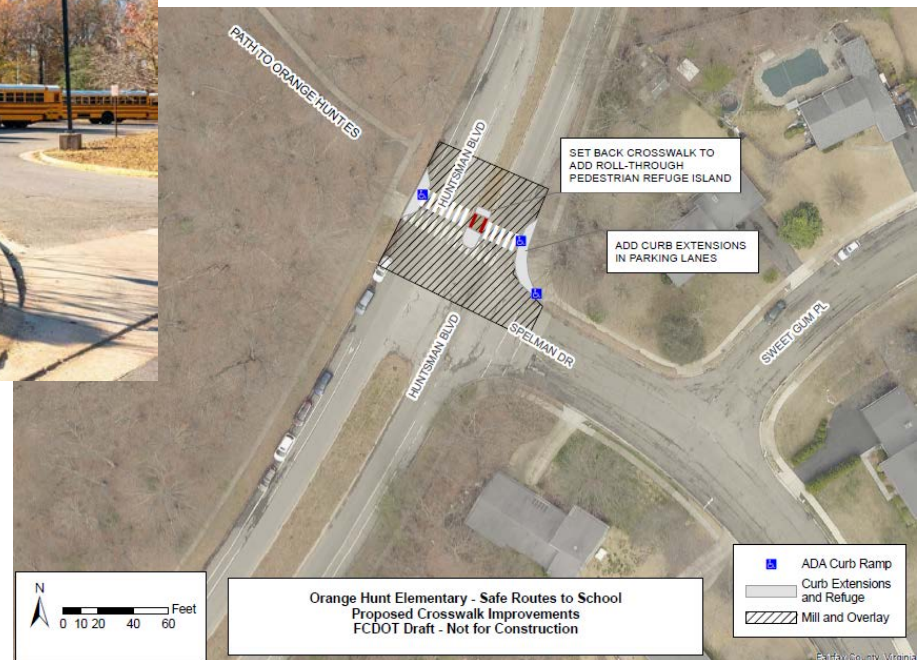 PATH TO ORANGE HUNT ES
HUNTSMAN BLVD
SET BACK CROSSWALK TO
ADD ROLL-THROUGH
PEDESTRIAN REFUGE ISLAND
ADD CURB EXTENSIONS
IN PARKING LANES
HUNTSMAN BLVD
SPELMAN DR
SWEET GUM PL
N
0 10 20 40 60 Feet
Orange Hunt Elementary - Safe Routes to School
Proposed Crosswalk Improvements
FCDOT Draft - Not for Construction
ADA Curb Ramp
Curb Extensions
and Refuge
Mill and Overlay
Fairfax County, Virginia